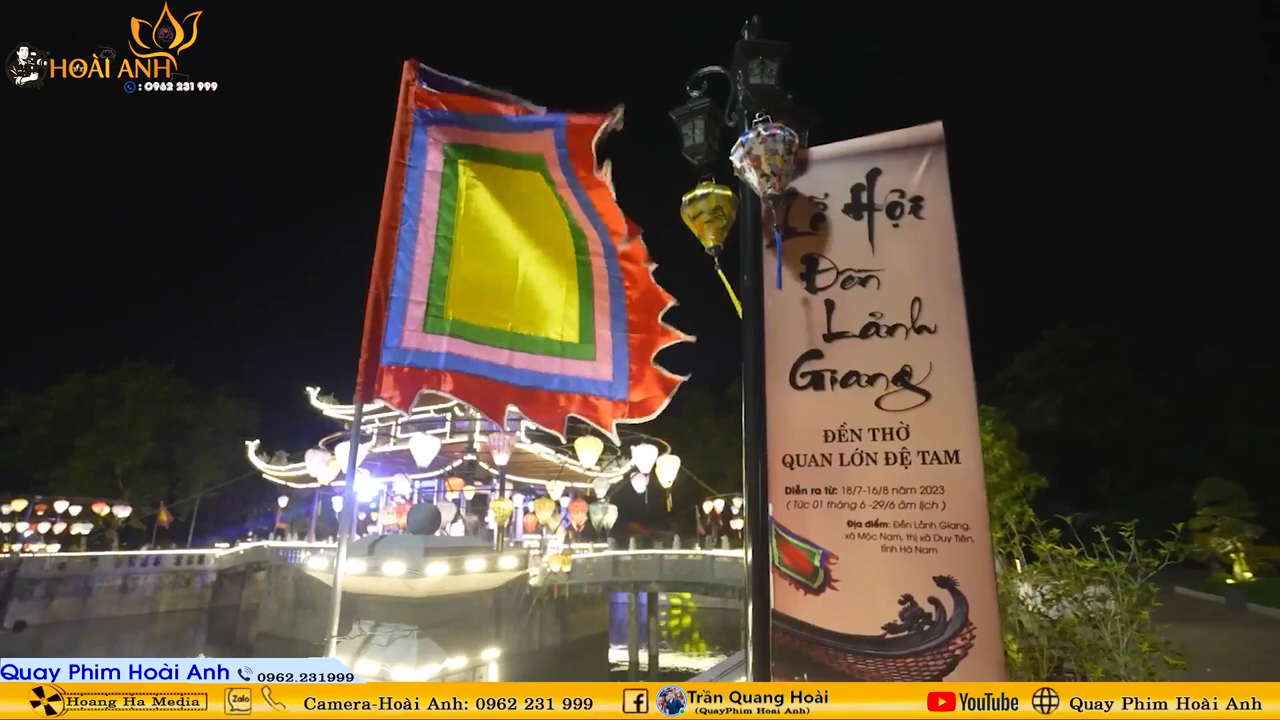 HOÀI ANH
: 0962 231 999
Lễ Hội
Đền
Lảnh
Giang
ĐỀN THỜ
QUAN LỚN ĐỆ TAM
Diễn ra từ: 18/7-16/8 năm 2023
( Tức 01 tháng 6 -29/6 âm lịch )
Địa điểm: Đền Lảnh Giang,
xã Mộc Nam, thị xã Duy Tiên,
tỉnh Hà Nam
Quay Phim Hoài Anh
0962.231999
Hoang Ha Media
Zalo
Camera-Hoài Anh: 0962 231 999
Trần Quang Hoài
(QuayPhim Hoai Anh)
YouTube
Quay Phim Hoài Anh